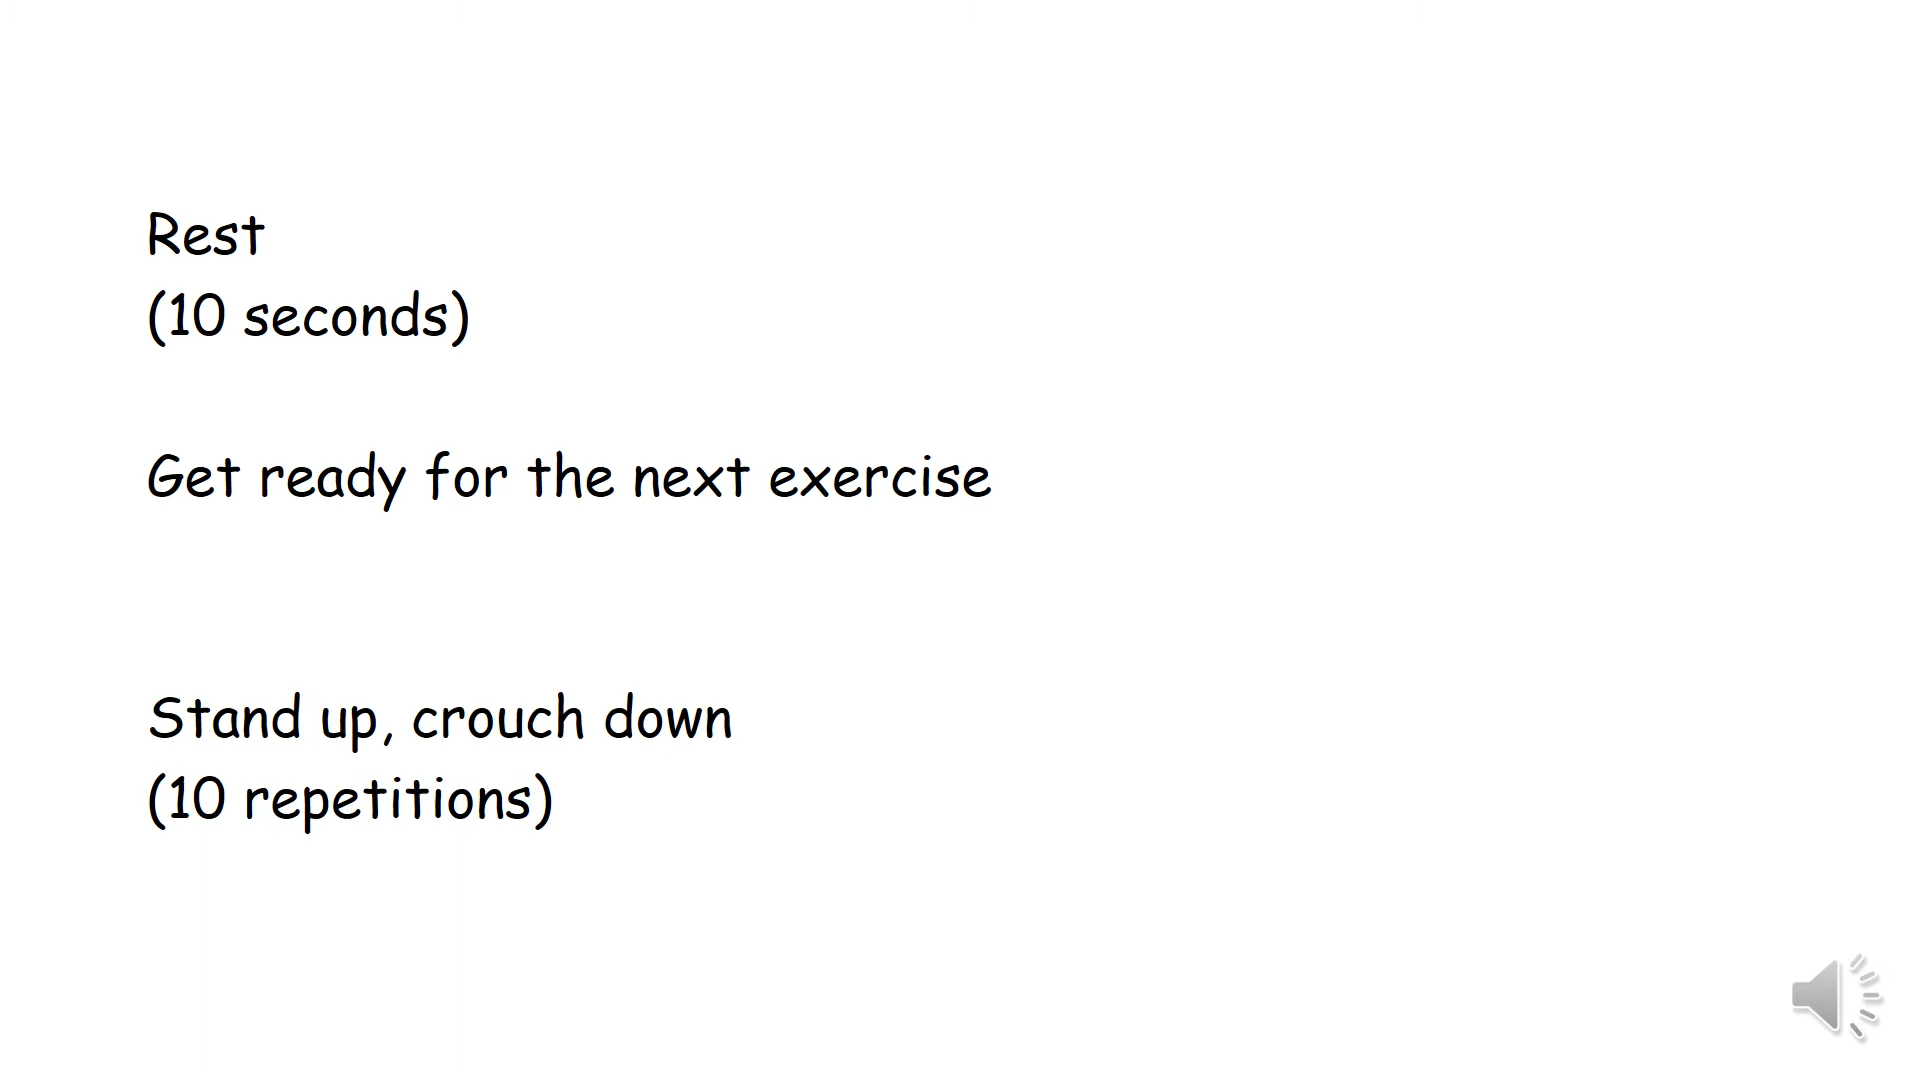 Rest
(10 seconds)
Get ready for the next exercise
Stand up, crouch down
(10 repetitions)